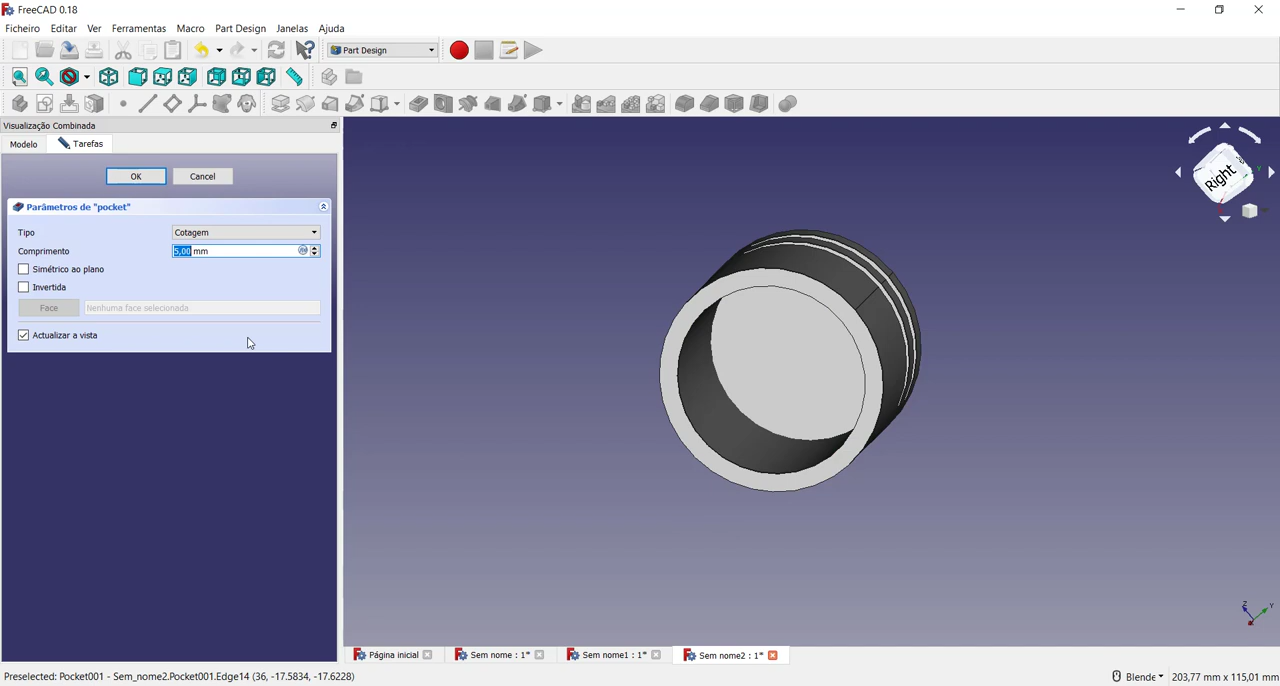 FreeCAD 0.18
Ficheiro Editar Ver Ferramentas Macro Part Design Janelas Ajuda
Part Design
Visualização Combinada
Modelo Tarefas
OK Cancel
Parâmetros de "pocket"
Tipo Cotagem
Comprimento 5,00 mm
Simétrico ao plano
Invertida
Face Nenhuma face selecionada
Actualizar a vista
Right
Z Y
Página inicial Sem nome : 1* Sem nome1 : 1* Sem nome2 : 1*
Preselected: Pocket001 - Sem_nome2.Pocket001.Edge14 (36, -17.5834, -17.6228) Blende 203,77 mm x 115,01 mm